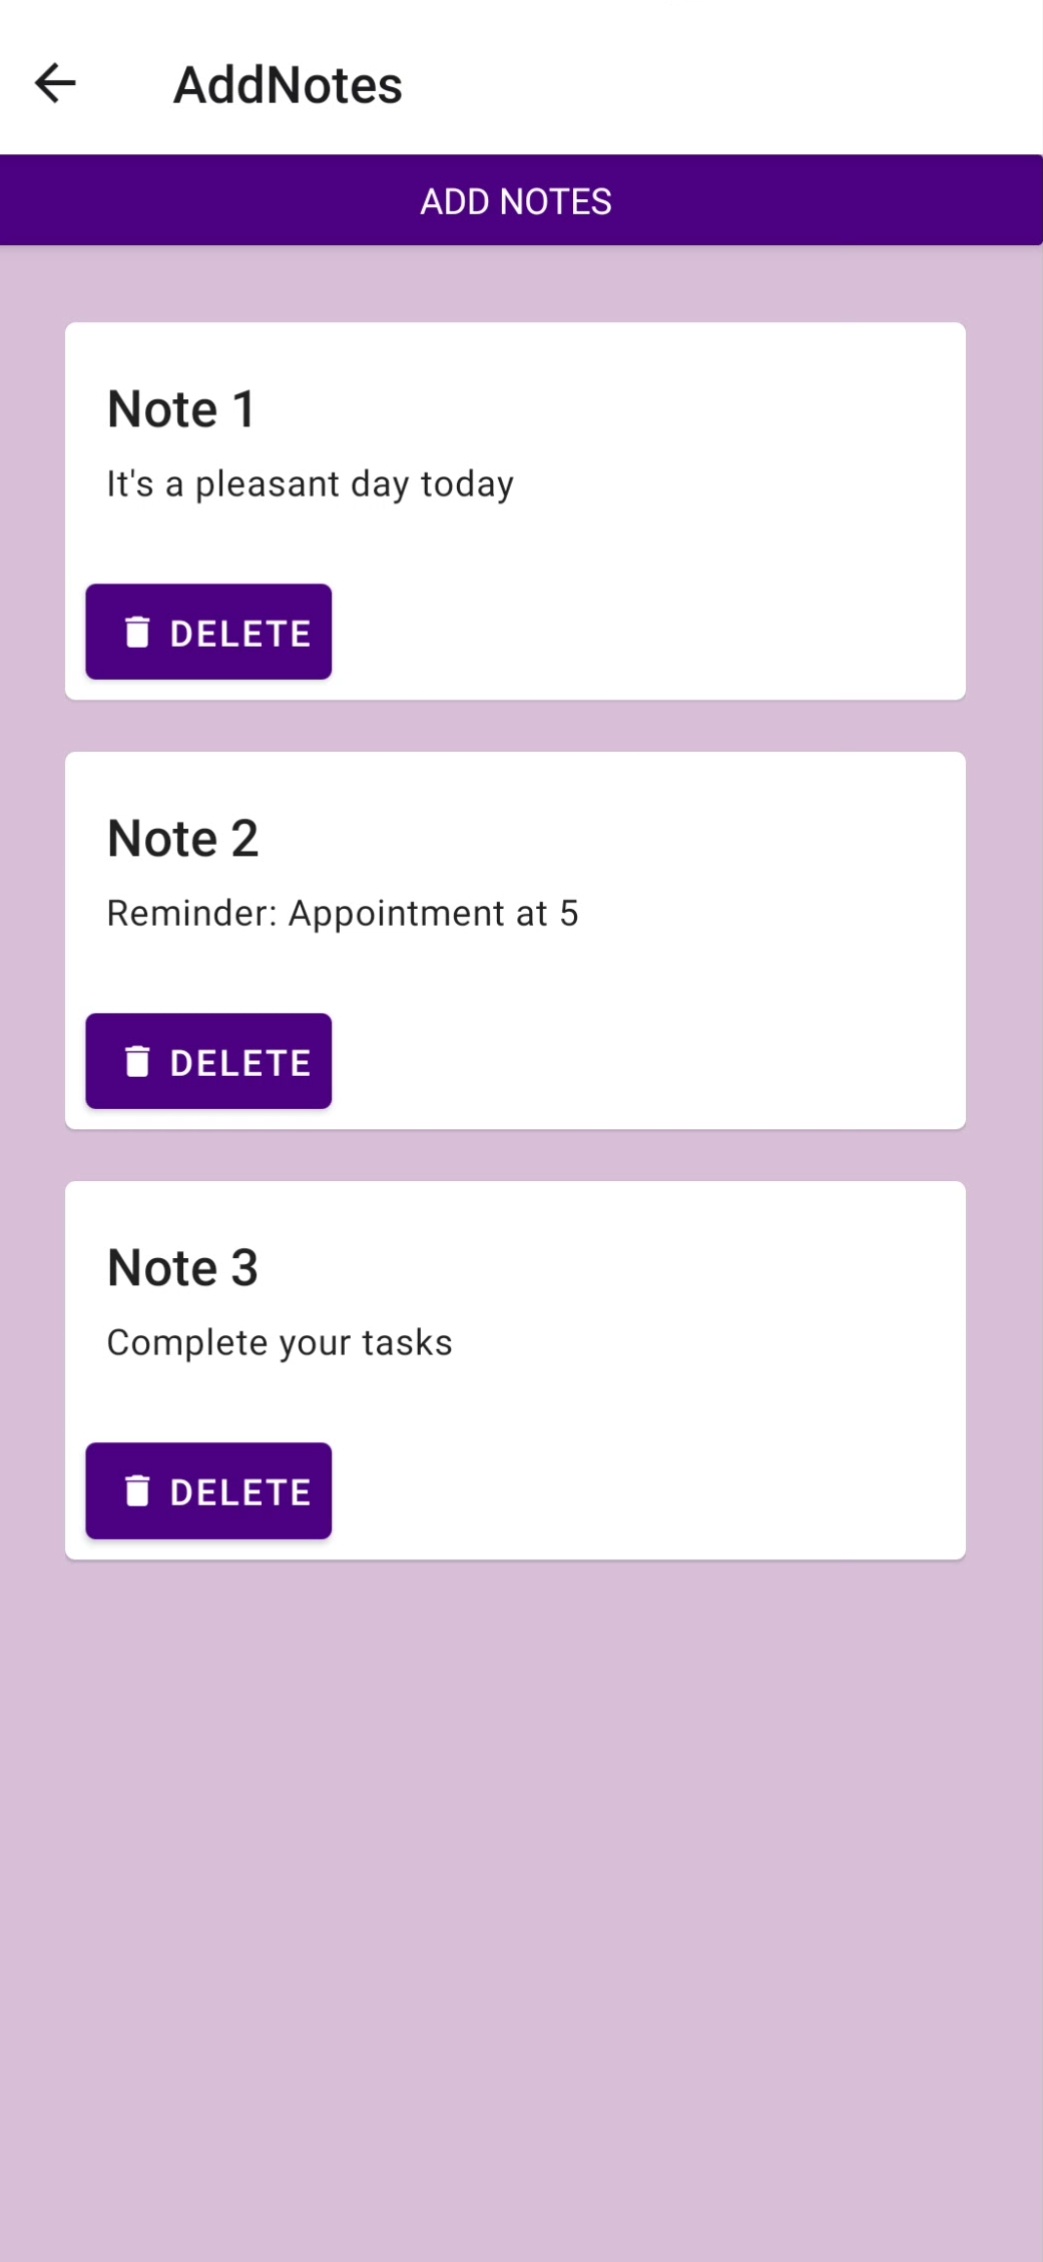 AddNotes
ADD NOTES
Note 1
It's a pleasant day today
DELETE
Note 2
Reminder: Appointment at 5
DELETE
Note 3
Complete your tasks
DELETE